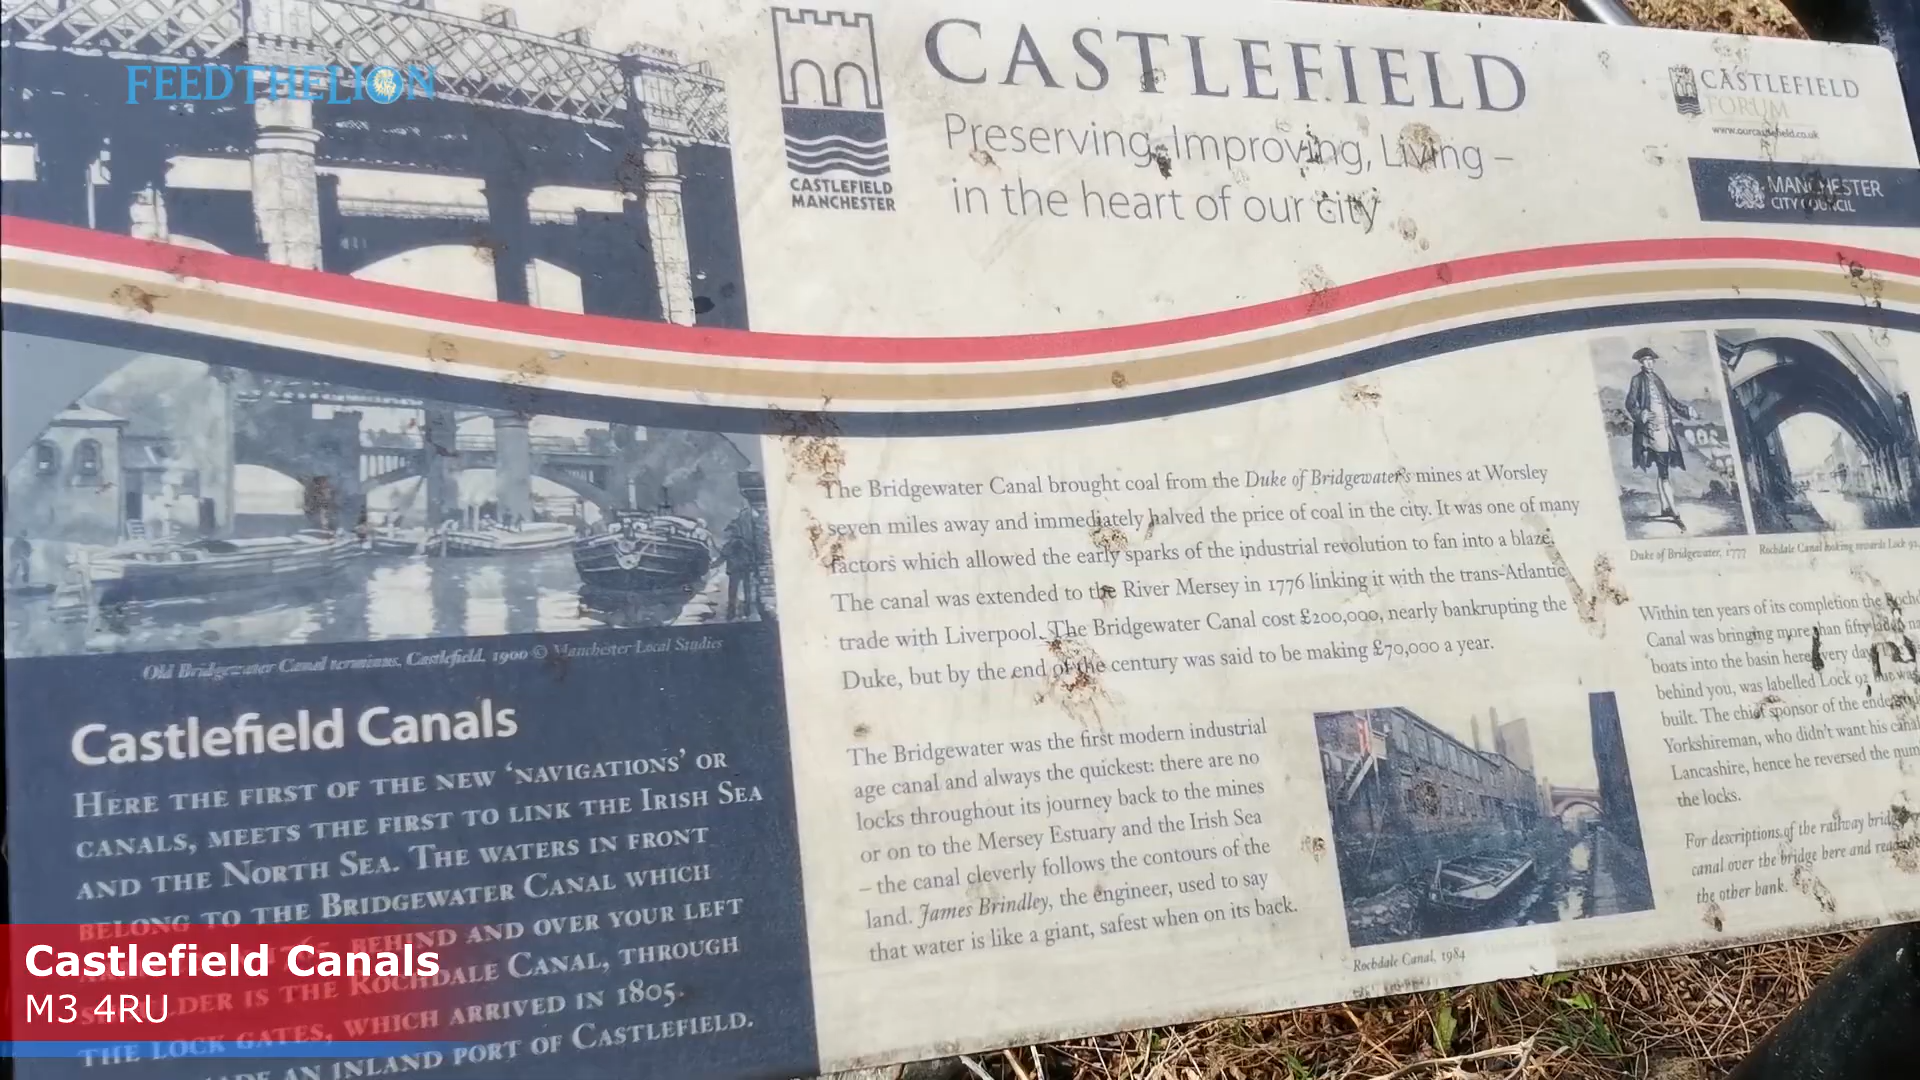 FEEDTHELION
CASTLEFIELD
MANCHESTER
CASTLEFIELD
Preserving, Improving, Living –
in the heart of our city
CASTLEFIELD
FORUM
www.ourcastlefield.co.uk
MANCHESTER
CITY COUNCIL
Old Bridgewater Canal terminus, Castlefield, 1900 © Manchester Local Studies
Castlefield Canals
Here the first of the new ‘navigations’ or
canals, meets the first to link the Irish Sea
and the North Sea. The waters in front
belong to the Bridgewater Canal which
1765. Behind and over your left
is the Rochdale Canal, through
the lock gates, which arrived in 1805.
an inland port of Castlefield.
The Bridgewater Canal brought coal from the Duke of Bridgewater's mines at Worsley
seven miles away and immediately halved the price of coal in the city. It was one of many
factors which allowed the early sparks of the industrial revolution to fan into a blaze.
The canal was extended to the River Mersey in 1776 linking it with the trans-Atlantic
trade with Liverpool. The Bridgewater Canal cost £200,000, nearly bankrupting the
Duke, but by the end of the century was said to be making £70,000 a year.
The Bridgewater was the first modern industrial
age canal and always the quickest: there are no
locks throughout its journey back to the mines
or on to the Mersey Estuary and the Irish Sea
– the canal cleverly follows the contours of the
land. James Brindley, the engineer, used to say
that water is like a giant, safest when on its back.
Rochdale Canal, 1984
Duke of Bridgewater, 1777
Rochdale Canal looking towards Lock 92,
Within ten years of its completion the
Canal was bringing more than fifty
boats into the basin here every day
behind you, was labelled Lock 92 but was
built. The chief sponsor of the
Yorkshireman, who didn't want his canal
Lancashire, hence he reversed the
the locks.
For descriptions of the railway
canal over the bridge here and
the other bank.
Castlefield Canals
M3 4RU